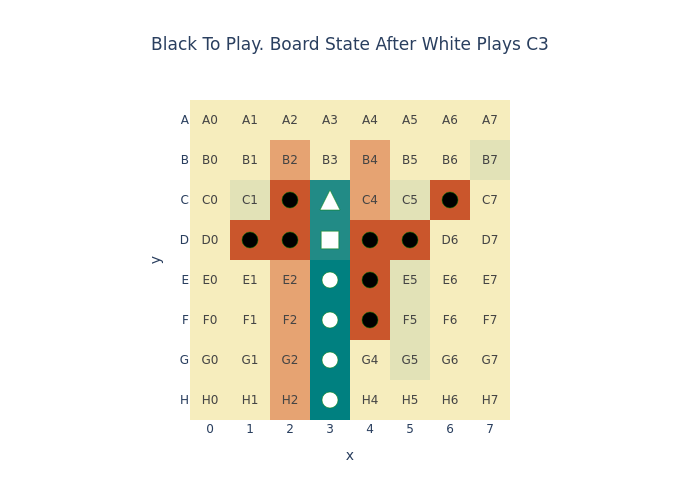 Black To Play. Board State After White Plays C3
A A0 A1 A2 A3 A4 A5 A6 A7
B B0 B1 B2 B3 B4 B5 B6 B7
C C0 C1 C4 C5 C7
D D0 D6 D7
E E0 E1 E2 E5 E6 E7
F F0 F1 F2 F5 F6 F7
G G0 G1 G2 G4 G5 G6 G7
H H0 H1 H2 H4 H5 H6 H7
0 1 2 3 4 5 6 7
x
y